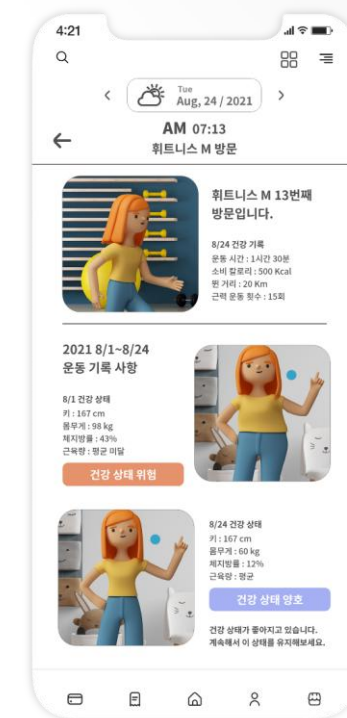 4:21
Tue
Aug, 24 / 2021
AM 07:13
휘트니스 M 방문
휘트니스 M 13번째
방문입니다.
8/24 건강 기록
운동 시간 : 1시간 30분
소비 칼로리 : 500 Kcal
뛴 거리 : 20 Km
근력 운동 횟수 : 15회
2021 8/1~8/24
운동 기록 사항
8/1 건강 상태
키 : 167 cm
몸무게 : 98 kg
체지방률 : 43%
근육량 : 평균 미달
건강 상태 위험
8/24 건강 상태
키 : 167 cm
몸무게 : 60 kg
체지방률 : 12%
근육량 : 평균
건강 상태 양호
건강 상태가 좋아지고 있습니다.
계속해서 이 상태를 유지해보세요.